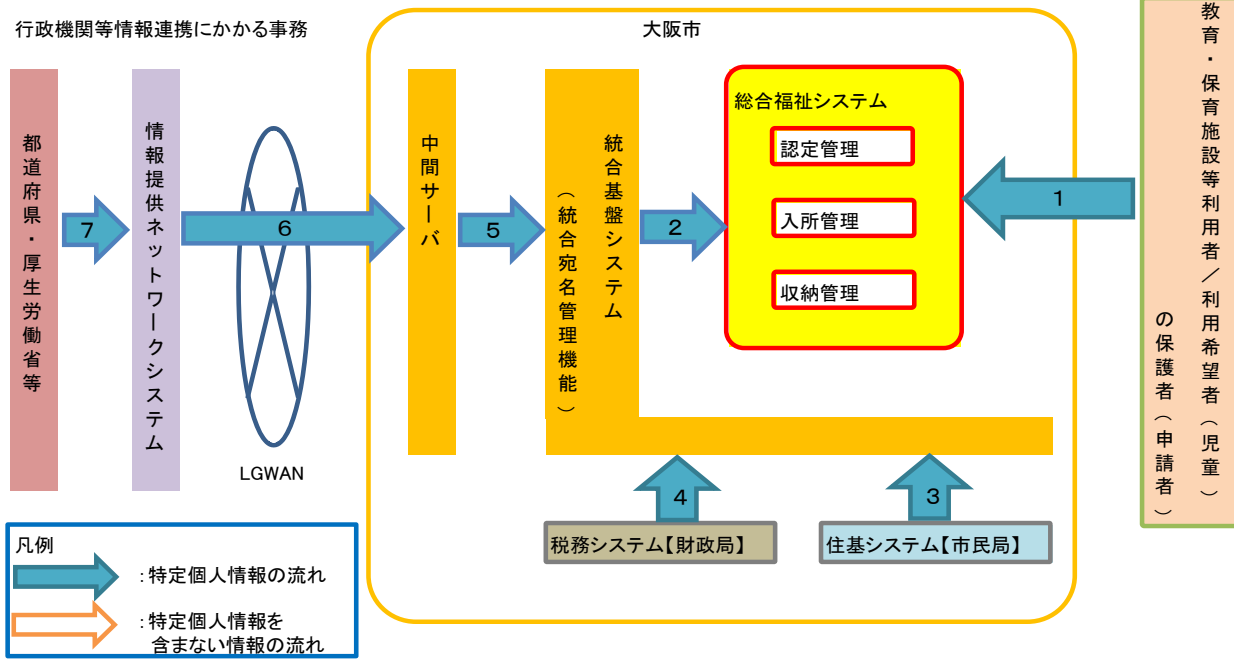 行政機関等情報連携にかかる事務
大阪市
都道府県・厚生労働省等
7
情報提供ネットワークシステム
6
LGWAN
中間サーバ
5
統合基盤システム
(統合宛名管理機能)
2
総合福祉システム
認定管理
入所管理
収納管理
1
教育・保育施設等利用者/利用希望者(児童)
の保護者(申請者)
4
3
税務システム【財政局】
住基システム【市民局】
凡例
:特定個人情報の流れ
:特定個人情報を
含まない情報の流れ